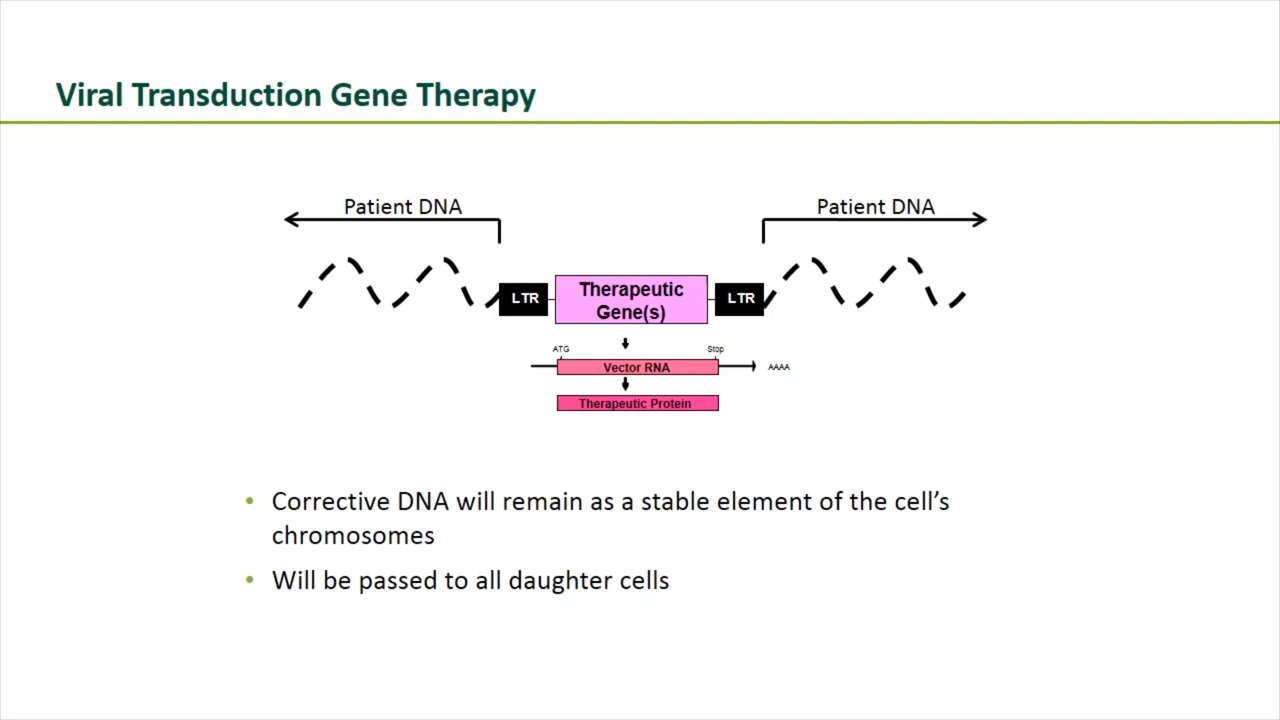 Viral Transduction Gene Therapy
Patient DNA
Patient DNA
LTR
Therapeutic
Gene(s)
LTR
ATG
Stop
Vector RNA
AAAA
Therapeutic Protein
• Corrective DNA will remain as a stable element of the cell’s
chromosomes
• Will be passed to all daughter cells